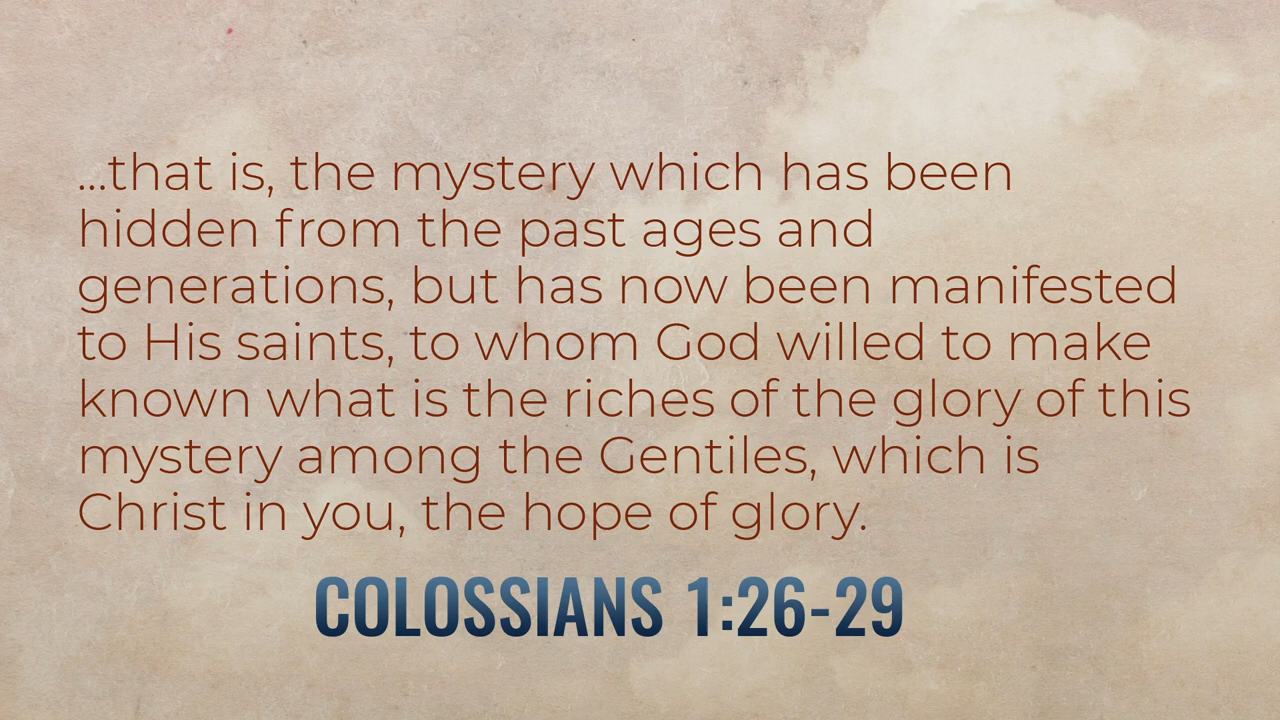 ...that is, the mystery which has been
hidden from the past ages and
generations, but has now been manifested
to His saints, to whom God willed to make
known what is the riches of the glory of this
mystery among the Gentiles, which is
Christ in you, the hope of glory.
COLOSSIANS 1:26-29